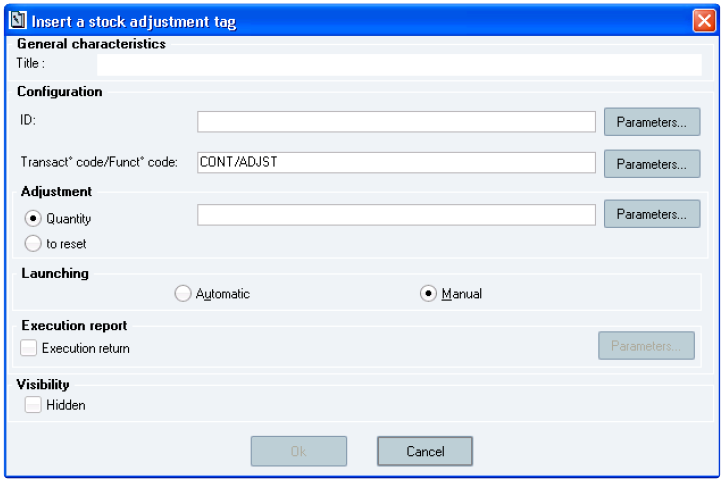 Insert a stock adjustment tag
General characteristics
Title :
Configuration
ID:
Parameters...
Transact° code/Funct° code:
CONT/ADJST
Parameters...
Adjustment
Quantity
Parameters...
to reset
Launching
Automatic
Manual
Execution report
Execution return
Parameters...
Visibility
Hidden
Ok
Cancel